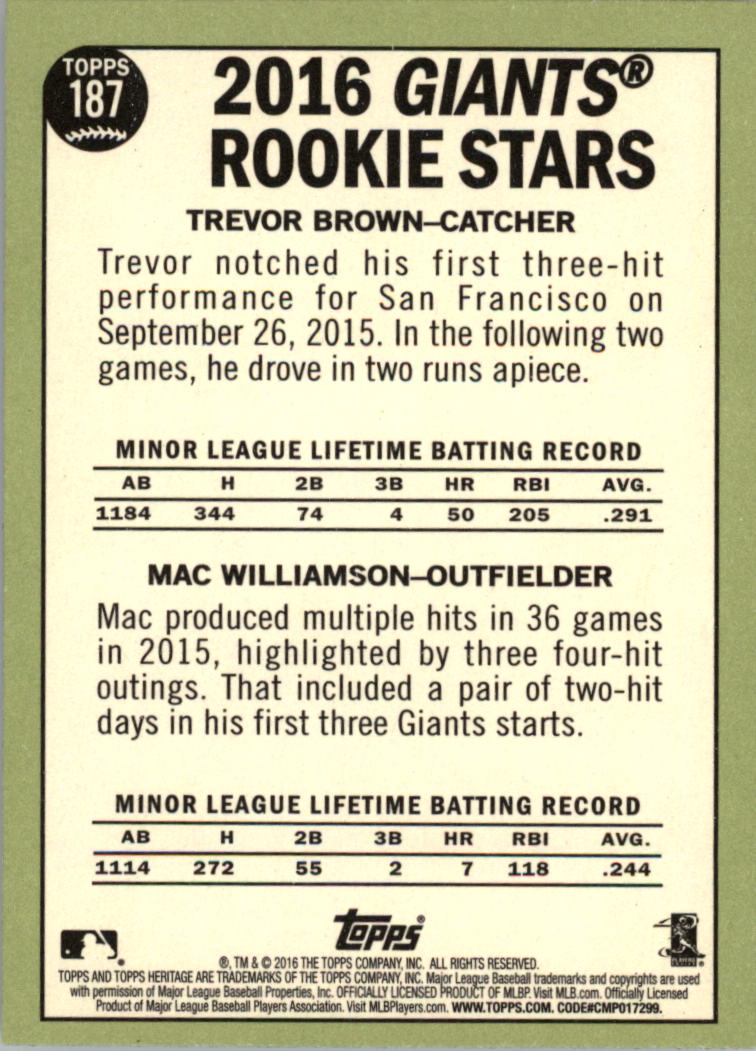 TOPPS
187
2016 GIANTS®
ROOKIE STARS
TREVOR BROWN–CATCHER
Trevor notched his first three-hit
performance for San Francisco on
September 26, 2015. In the following two
games, he drove in two runs apiece.
MINOR LEAGUE LIFETIME BATTING RECORD
AB H 2B 3B HR RBI AVG.
1184 344 74 4 50 205 .291
MAC WILLIAMSON–OUTFIELDER
Mac produced multiple hits in 36 games
in 2015, highlighted by three four-hit
outings. That included a pair of two-hit
days in his first three Giants starts.
MINOR LEAGUE LIFETIME BATTING RECORD
AB H 2B 3B HR RBI AVG.
1114 272 55 2 7 118 .244
topps®
®, TM & © 2016 THE TOPPS COMPANY, INC. ALL RIGHTS RESERVED.
TOPPS AND TOPPS HERITAGE ARE TRADEMARKS OF THE TOPPS COMPANY, INC. Major League Baseball trademarks and copyrights are used
with permission of Major League Baseball Properties, Inc. OFFICIALLY LICENSED PRODUCT OF MLBP. Visit MLB.com. Officially Licensed
Product of Major League Baseball Players Association. Visit MLBPlayers.com. WWW.TOPPS.COM. CODE#CMP017299.